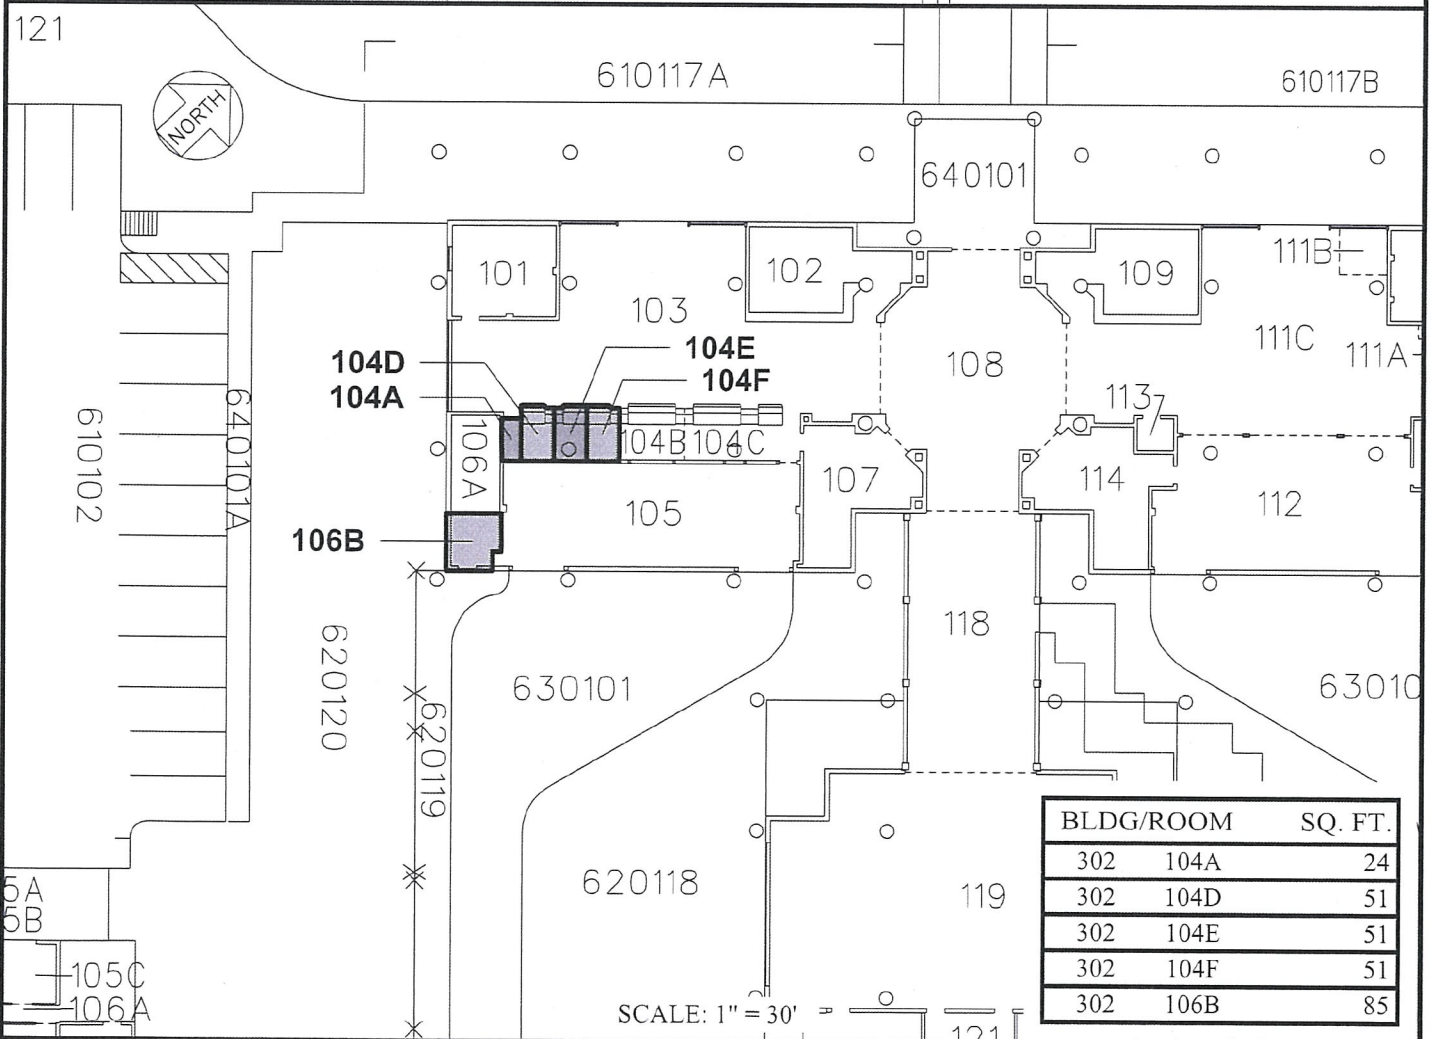 121
610117A
610117B
NORTH
640101
101
102
109
111B
103
111C
111A
108
104D
104E
104A
104F
113
104B
104C
106A
107
114
105
112
106B
610102
640101A
620120
620119
118
630101
63010
620118
119
5A
5B
105C
106A
SCALE: 1" = 30'
121
BLDG/ROOM SQ. FT.
302 104A 24
302 104D 51
302 104E 51
302 104F 51
302 106B 85